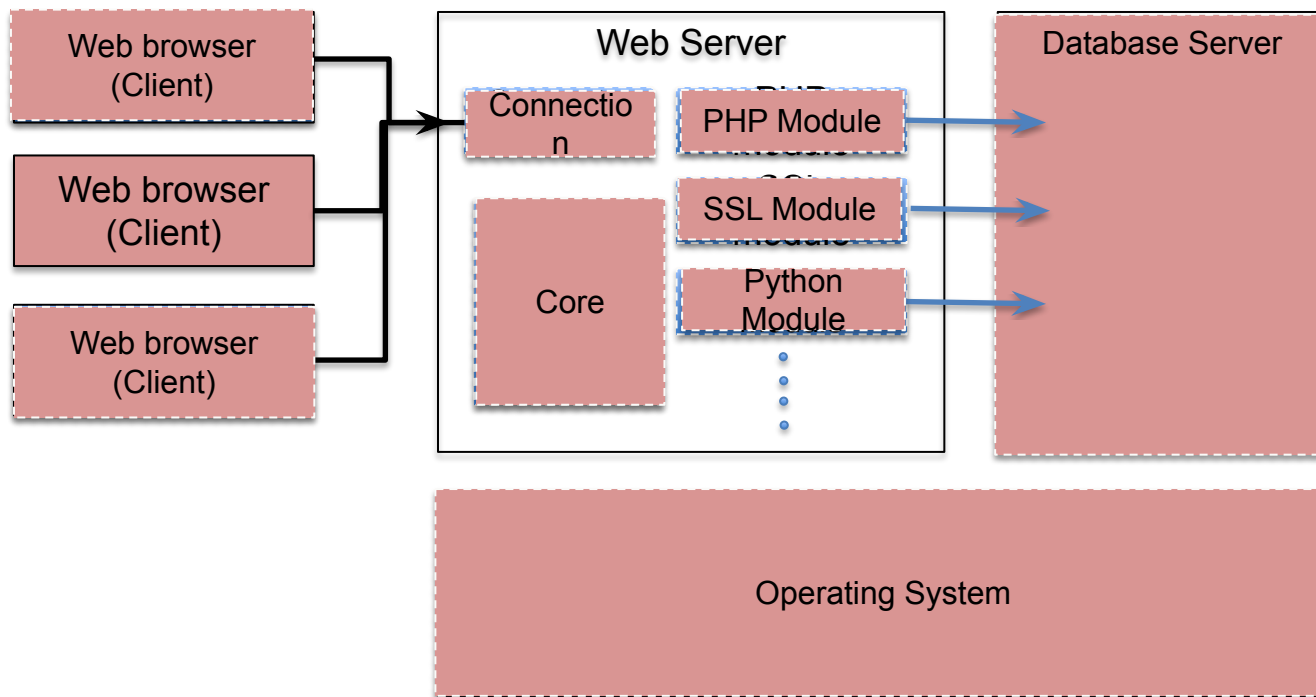 Web browser
(Client)
Web browser
(Client)
Web browser
(Client)
Web Server
Connectio
n
Core
PHP Module
SSL Module
Python
Module
Database Server
Operating System